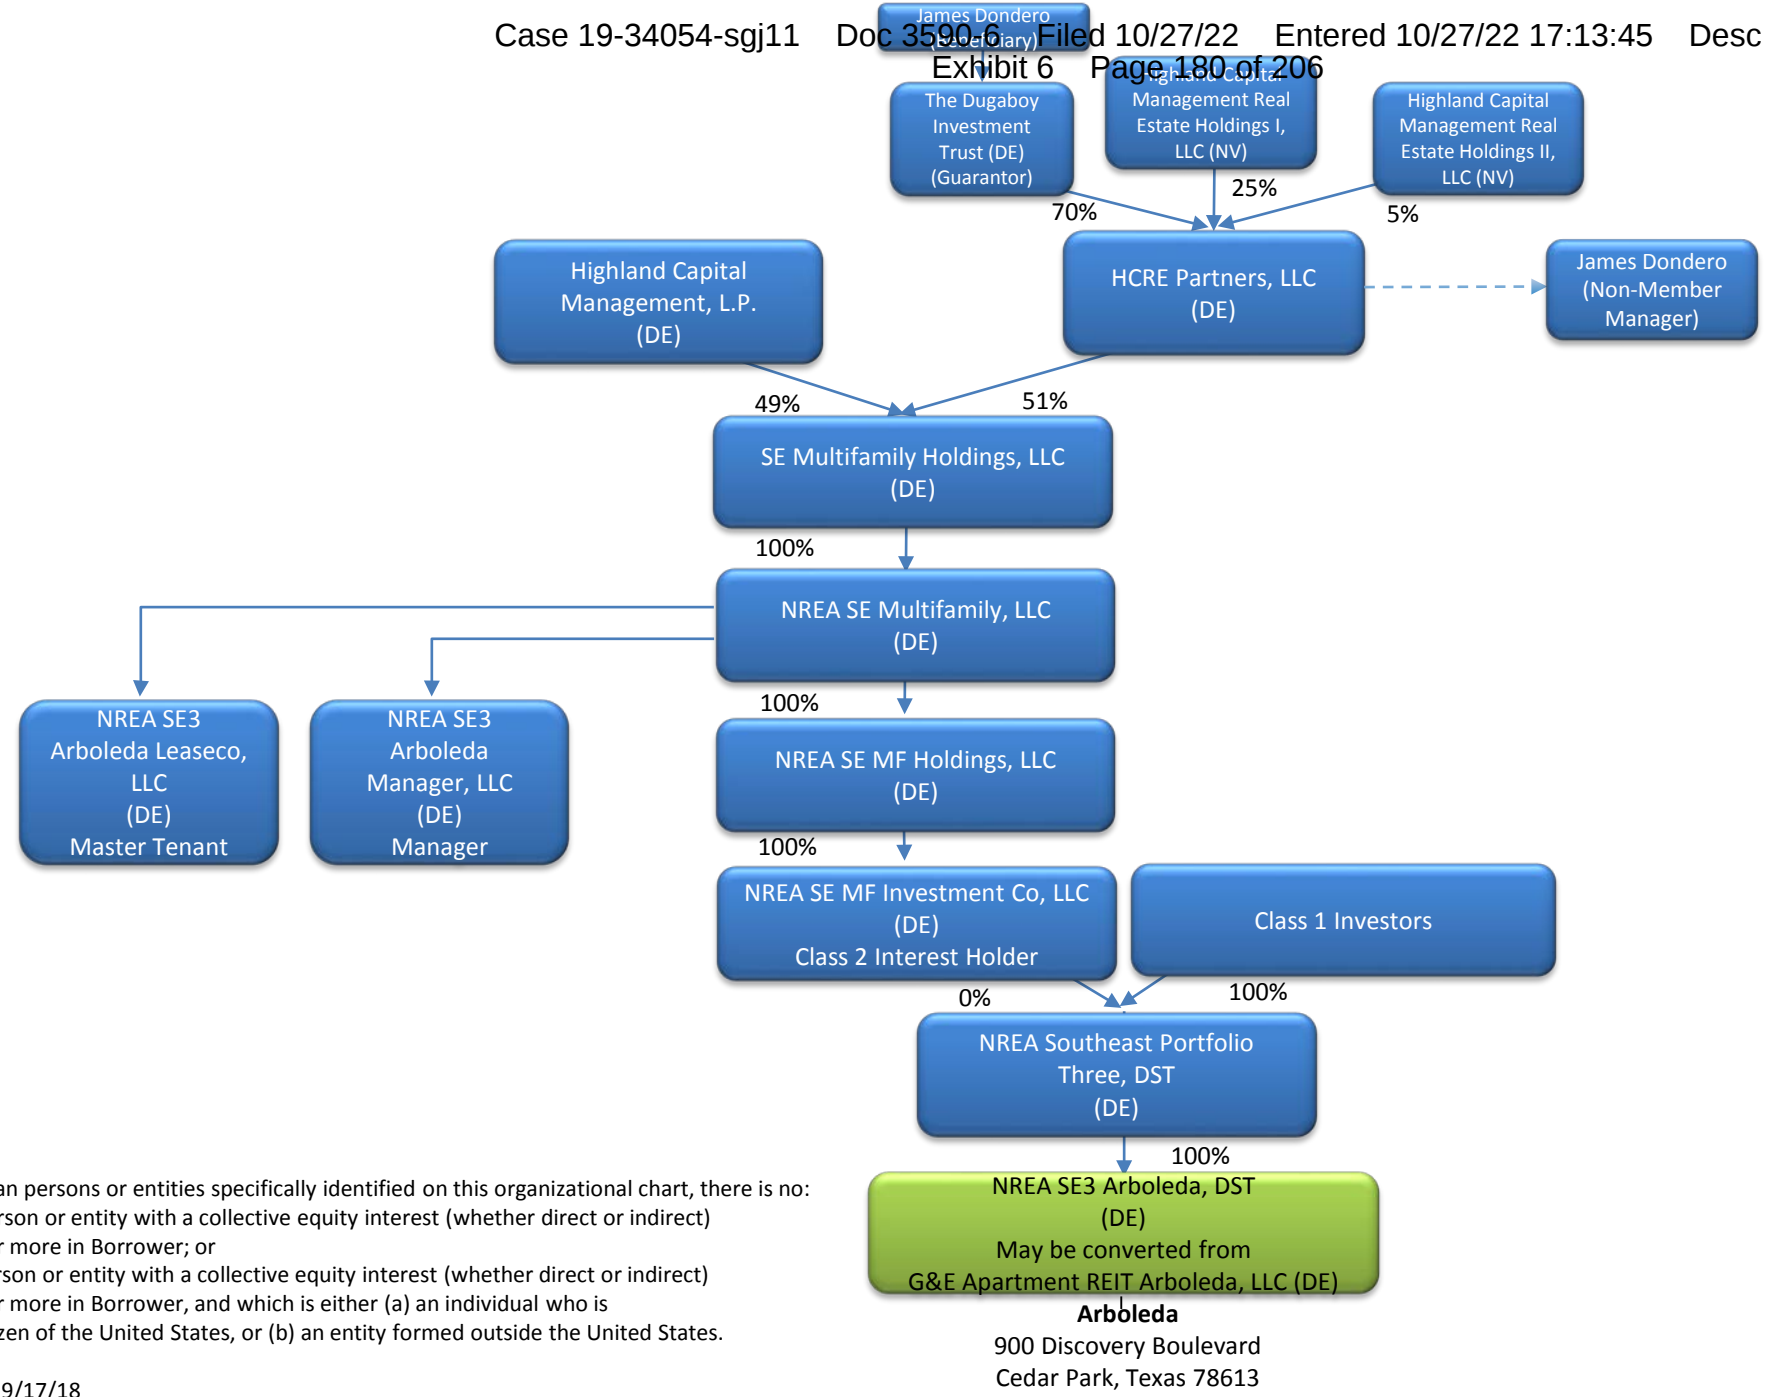 James Dondero
(Beneficiary)
Case 19-34054-sgj11 Doc 3590-6 Filed 10/27/22 Entered 10/27/22 17:13:45 Desc
Exhibit 6 Page 180 of 206
The Dugaboy
Investment
Trust (DE)
(Guarantor)
Highland Capital
Management Real
Estate Holdings I,
LLC (NV)
Highland Capital
Management Real
Estate Holdings II,
LLC (NV)
70%
25%
5%
Highland Capital
Management, L.P.
(DE)
HCRE Partners, LLC
(DE)
James Dondero
(Non-Member
Manager)
49%
51%
SE Multifamily Holdings, LLC
(DE)
100%
NREA SE Multifamily, LLC
(DE)
NREA SE3
Arboleda Leaseco,
LLC
(DE)
Master Tenant
NREA SE3
Arboleda
Manager, LLC
(DE)
Manager
100%
NREA SE MF Holdings, LLC
(DE)
100%
NREA SE MF Investment Co, LLC
(DE)
Class 2 Interest Holder
Class 1 Investors
0%
100%
NREA Southeast Portfolio
Three, DST
(DE)
100%
NREA SE3 Arboleda, DST
(DE)
May be converted from
G&E Apartment REIT Arboleda, LLC (DE)
Arboleda
900 Discovery Boulevard
Cedar Park, Texas 78613
an persons or entities specifically identified on this organizational chart, there is no:
erson or entity with a collective equity interest (whether direct or indirect)
r more in Borrower; or
erson or entity with a collective equity interest (whether direct or indirect)
r more in Borrower, and which is either (a) an individual who is
zen of the United States, or (b) an entity formed outside the United States.
9/17/18